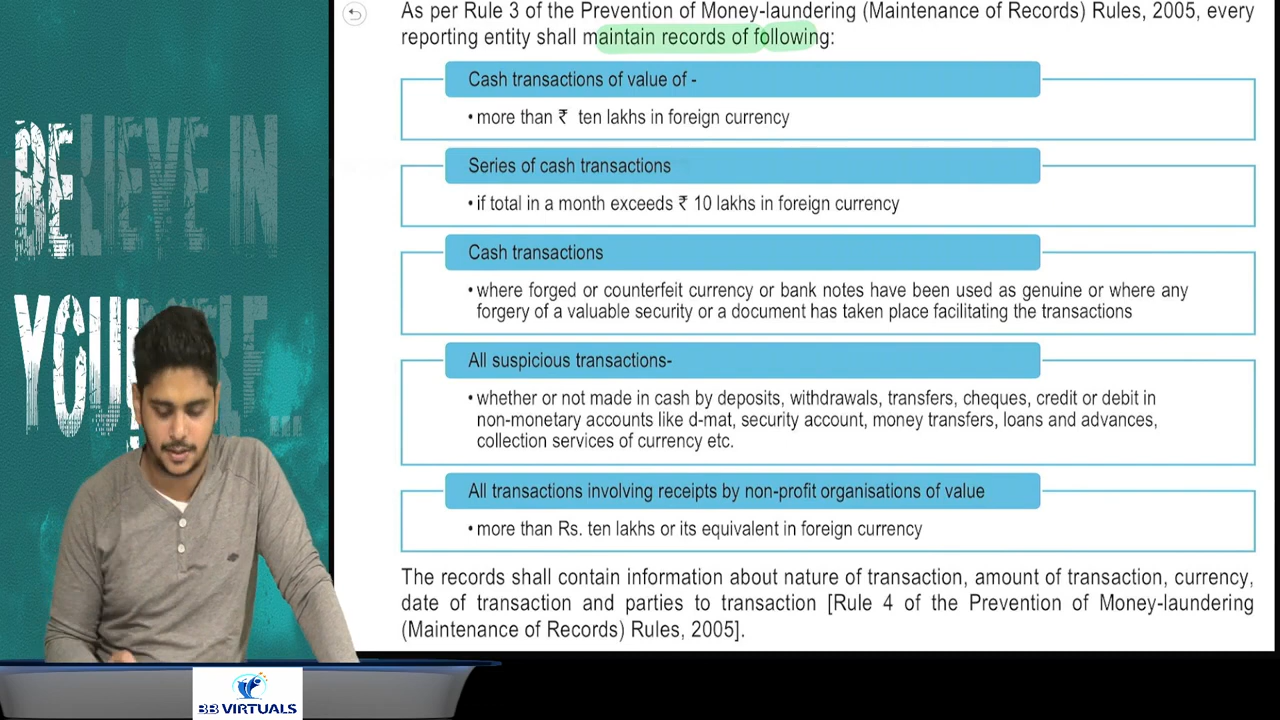 As per Rule 3 of the Prevention of Money-laundering (Maintenance of Records) Rules, 2005, every
reporting entity shall maintain records of following:
Cash transactions of value of -
• more than ₹ ten lakhs in foreign currency
Series of cash transactions
• if total in a month exceeds ₹ 10 lakhs in foreign currency
Cash transactions
• where forged or counterfeit currency or bank notes have been used as genuine or where any
forgery of a valuable security or a document has taken place facilitating the transactions
All suspicious transactions-
• whether or not made in cash by deposits, withdrawals, transfers, cheques, credit or debit in
non-monetary accounts like d-mat, security account, money transfers, loans and advances,
collection services of currency etc.
All transactions involving receipts by non-profit organisations of value
• more than Rs. ten lakhs or its equivalent in foreign currency
The records shall contain information about nature of transaction, amount of transaction, currency,
date of transaction and parties to transaction [Rule 4 of the Prevention of Money-laundering
(Maintenance of Records) Rules, 2005].
BELIEVE IN
BB VIRTUALS